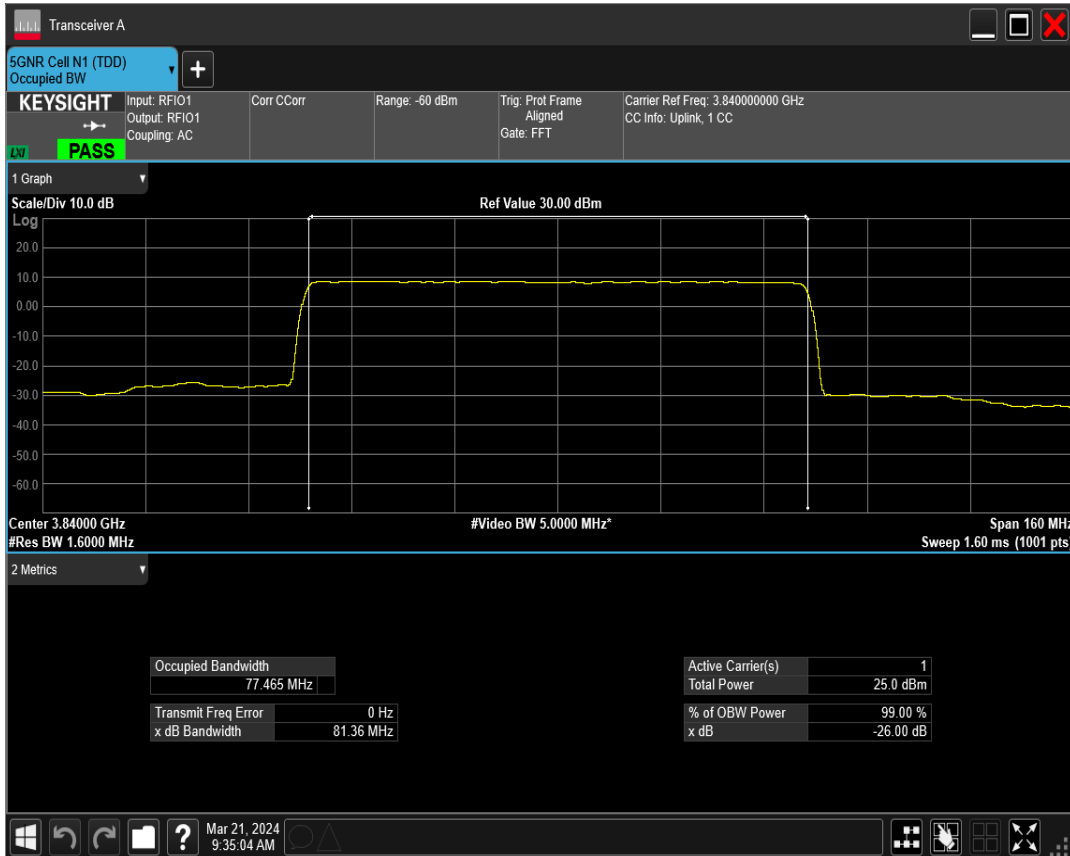 Transceiver A
5GNR Cell N1 (TDD)
Occupied BW
+
KEYSIGHT
LXI
PASS
Input: RFIO1
Output: RFIO1
Coupling: AC
Corr CCorr
Range: -60 dBm
Trig: Prot Frame
Aligned
Gate: FFT
Carrier Ref Freq: 3.840000000 GHz
CC Info: Uplink, 1 CC
1 Graph
Scale/Div 10.0 dB
Ref Value 30.00 dBm
Log
20.0
10.0
0.00
-10.0
-20.0
-30.0
-40.0
-50.0
-60.0
Center 3.84000 GHz
#Video BW 5.0000 MHz*
Span 160 MHz
#Res BW 1.6000 MHz
Sweep 1.60 ms (1001 pts)
2 Metrics
Occupied Bandwidth
77.465 MHz
Transmit Freq Error 0 Hz
x dB Bandwidth 81.36 MHz
Active Carrier(s) 1
Total Power 25.0 dBm
% of OBW Power 99.00 %
x dB -26.00 dB
?
Mar 21, 2024
9:35:04 AM